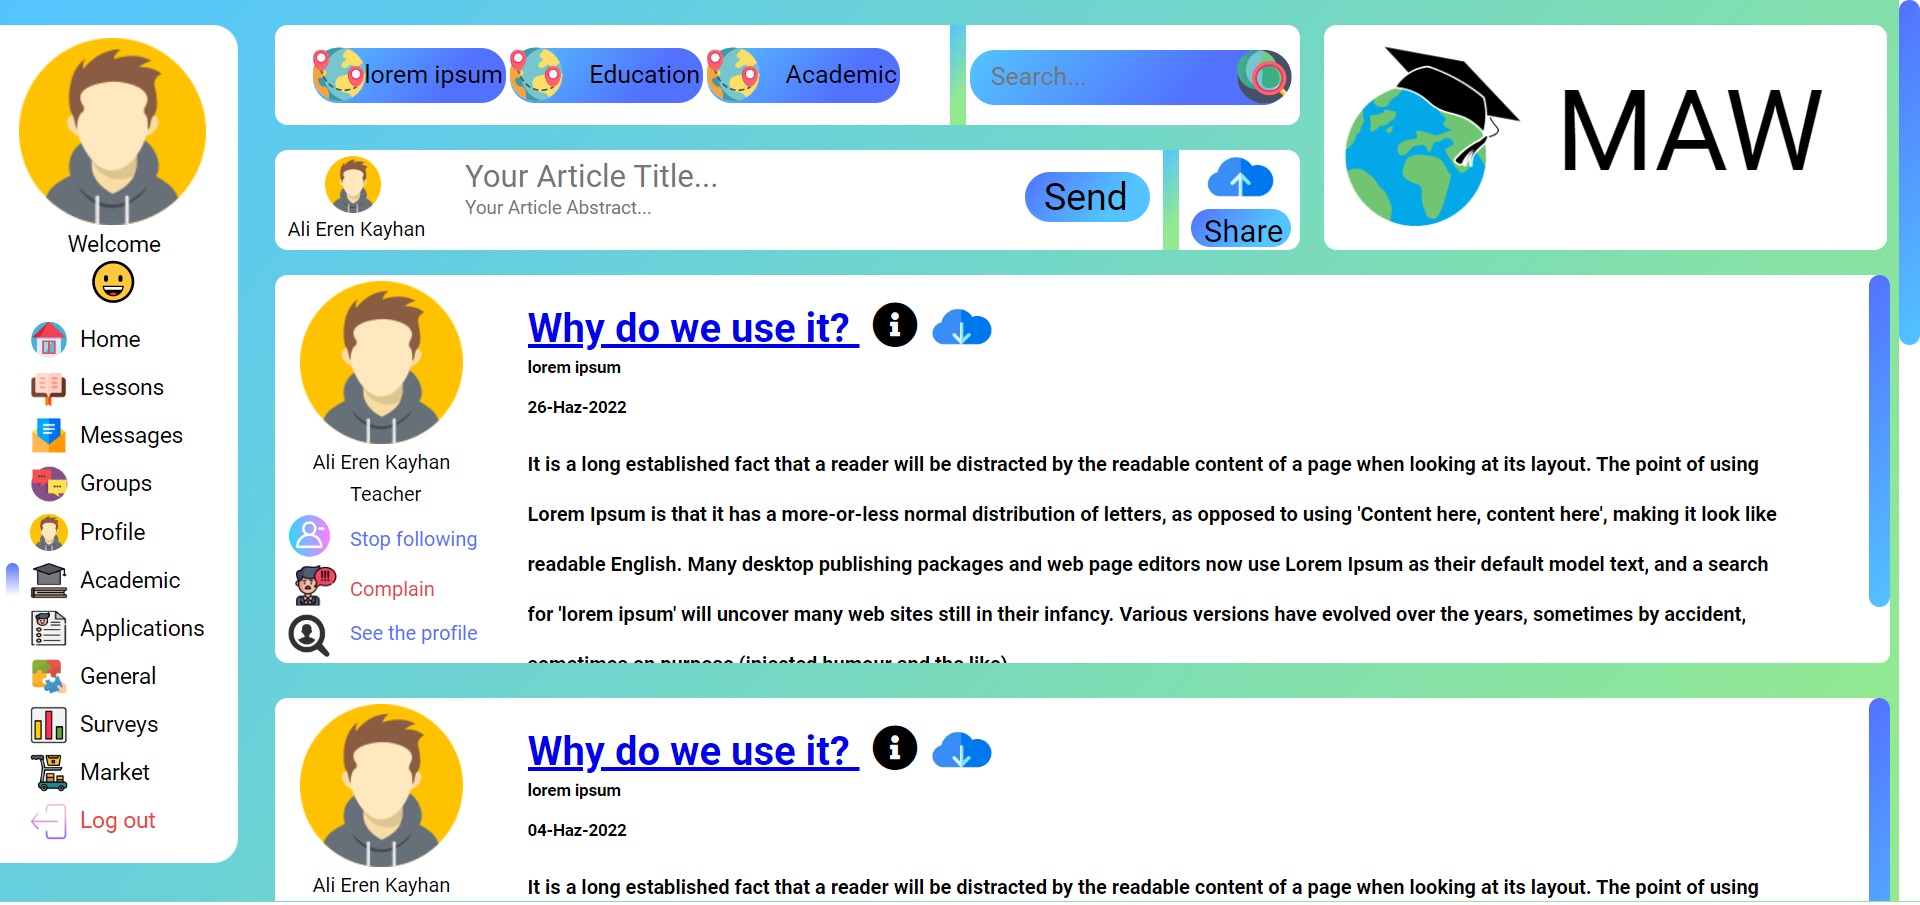 Welcome
Home
Lessons
Messages
Groups
Profile
Academic
Applications
General
Surveys
Market
Log out
lorem ipsum
Education
Academic
Search...
MAW
Ali Eren Kayhan
Your Article Title...
Your Article Abstract...
Send
Share
Ali Eren Kayhan
Teacher
Stop following
Complain
See the profile
Why do we use it?
lorem ipsum
26-Haz-2022
It is a long established fact that a reader will be distracted by the readable content of a page when looking at its layout. The point of using
Lorem Ipsum is that it has a more-or-less normal distribution of letters, as opposed to using 'Content here, content here', making it look like
readable English. Many desktop publishing packages and web page editors now use Lorem Ipsum as their default model text, and a search
for 'lorem ipsum' will uncover many web sites still in their infancy. Various versions have evolved over the years, sometimes by accident,
sometimes on purpose (injected humour and the like)
Ali Eren Kayhan
Why do we use it?
lorem ipsum
04-Haz-2022
It is a long established fact that a reader will be distracted by the readable content of a page when looking at its layout. The point of using